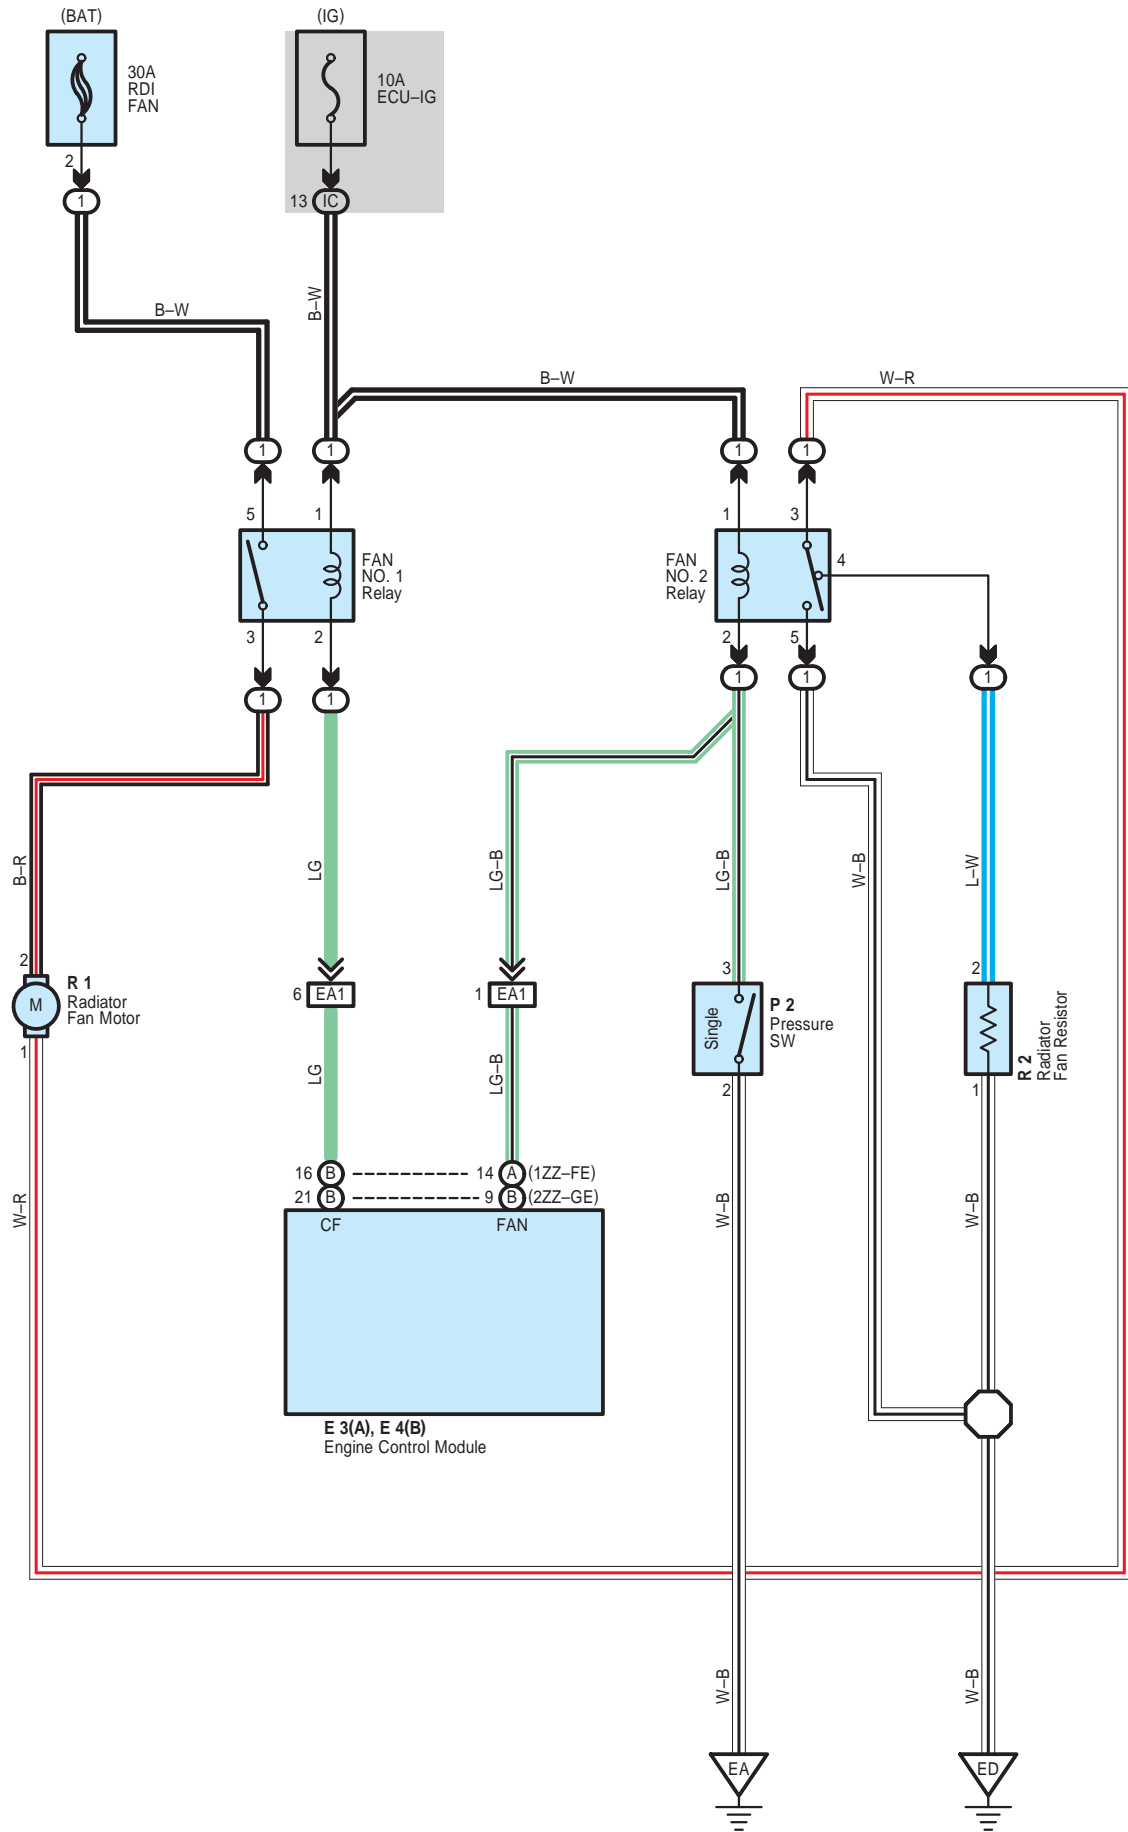 (BAT)
(IG)
30A
RDI
FAN
10A
ECU–IG
2
1
13
IC
B–W
B–W
B–W
W–R
1
1
1
1
5
1
1
3
FAN
NO. 1
Relay
FAN
NO. 2
Relay
4
3
2
2
5
1
1
1
1
1
B–R
LG
LG–B
LG–B
W–B
L–W
2
M
1
R 1
Radiator
Fan Motor
6
EA1
1
EA1
3
Single
2
P 2
Pressure
SW
2
1
R 2
Radiator
Fan Resistor
LG
LG–B
W–R
W–B
W–B
16
B
14
A
(1ZZ–FE)
21
B
9
B
(2ZZ–GE)
CF
FAN
E 3(A), E 4(B)
Engine Control Module
W–B
W–B
EA
ED